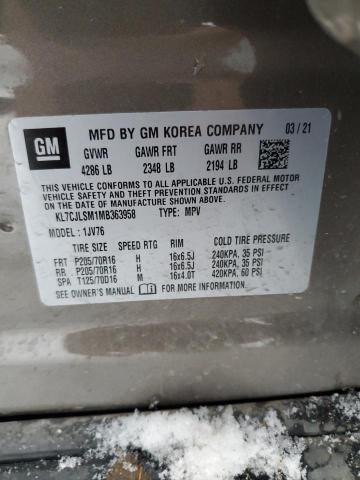 GM
MFD BY GM KOREA COMPANY 03/21
GVWR GAWR FRT GAWR RR
4286 LB 2348 LB 2194 LB
THIS VEHICLE CONFORMS TO ALL APPLICABLE U.S. FEDERAL MOTOR
VEHICLE SAFETY, BUMPER, AND THEFT PREVENTION STANDARDS IN EFFECT ON THE
DATE OF MANUFACTURE SHOWN ABOVE.
KL7CJLSM1MB363958 TYPE: MPV
MODEL: 1JV76
TIRE SIZE SPEED RTG RIM COLD TIRE PRESSURE
FRT P205/70R16 H 16x6.5J 240KPA, 35 PSI
RR P205/70R16 H 16x6.5J 240KPA, 35 PSI
SPA T125/70D16 M 16x4.0T 420KPA, 60 PSI
SEE OWNER'S MANUAL FOR MORE INFORMATION.